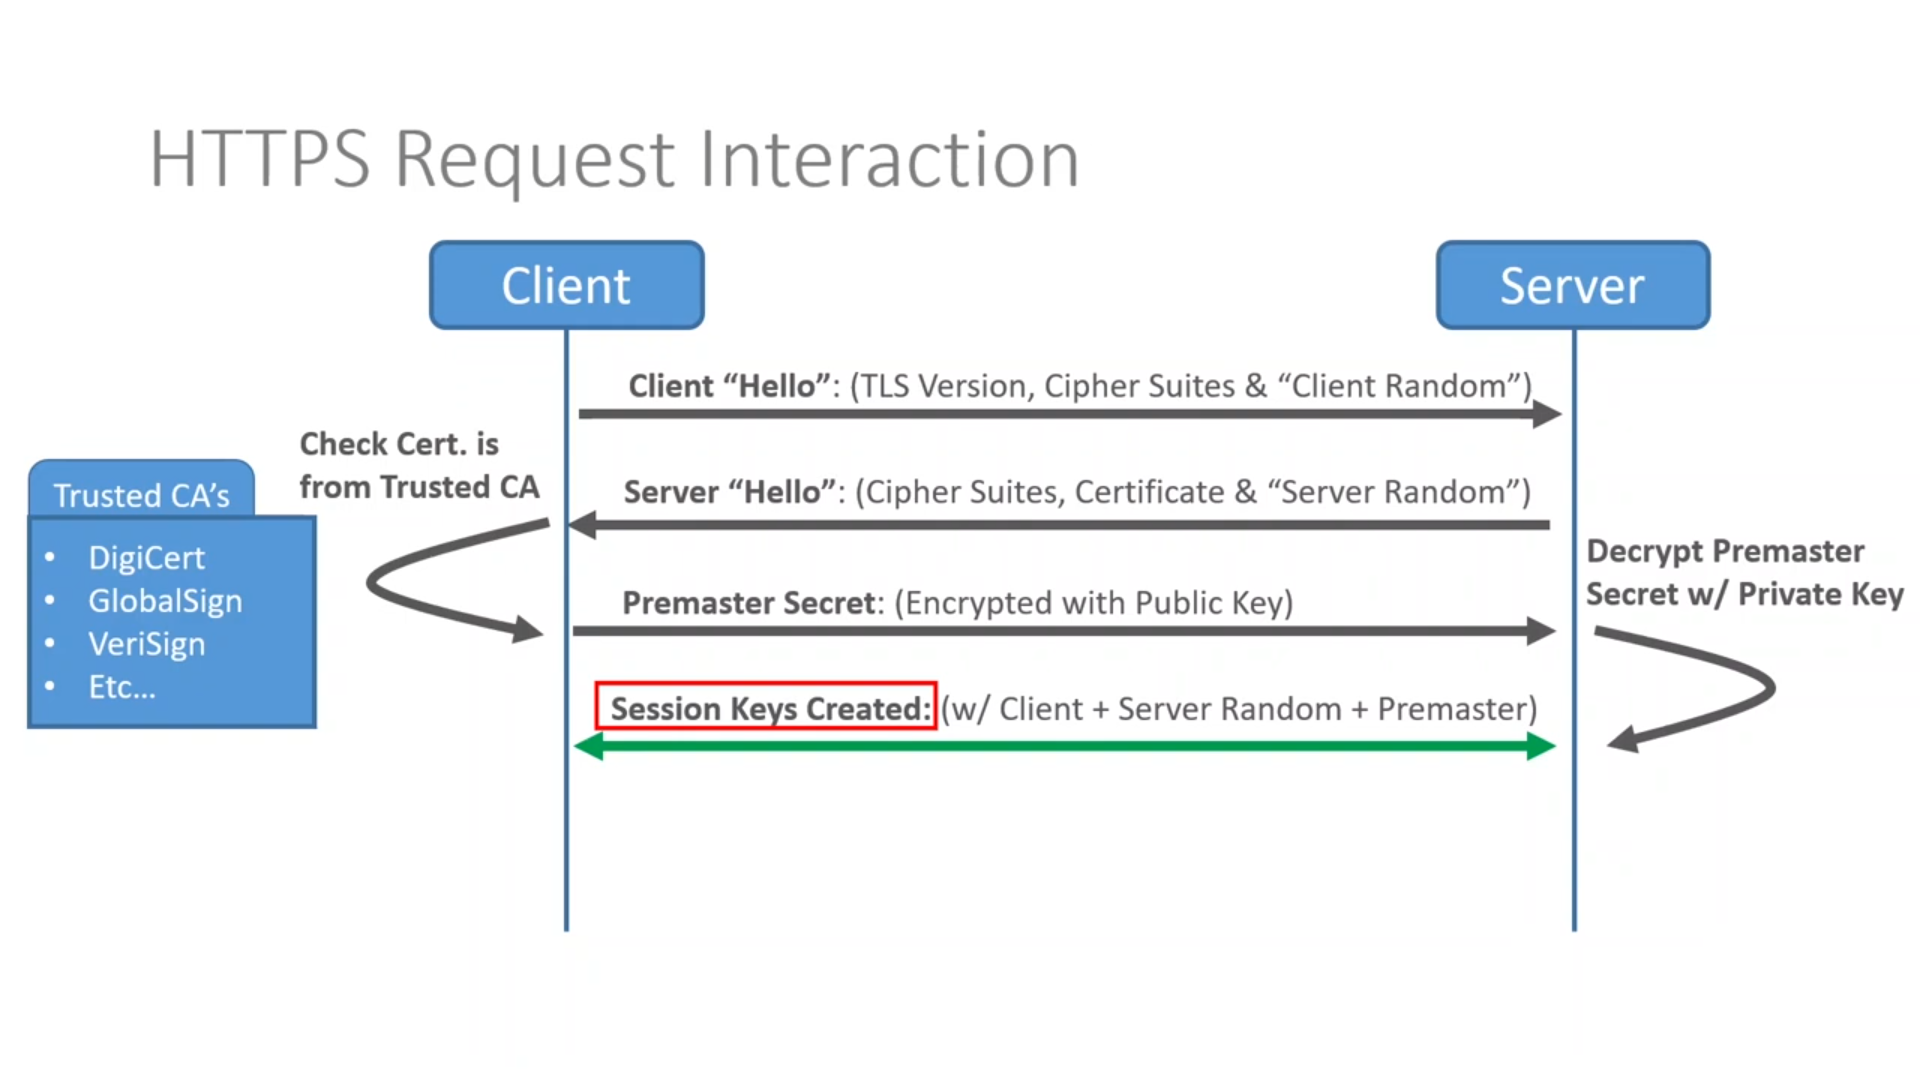 HTTPS Request Interaction
Client
Server
Client “Hello”: (TLS Version, Cipher Suites & “Client Random”)
Check Cert. is
from Trusted CA
Trusted CA’s
• DigiCert
• GlobalSign
• VeriSign
• Etc...
Server “Hello”: (Cipher Suites, Certificate & “Server Random”)
Premaster Secret: (Encrypted with Public Key)
Decrypt Premaster
Secret w/ Private Key
Session Keys Created: (w/ Client + Server Random + Premaster)